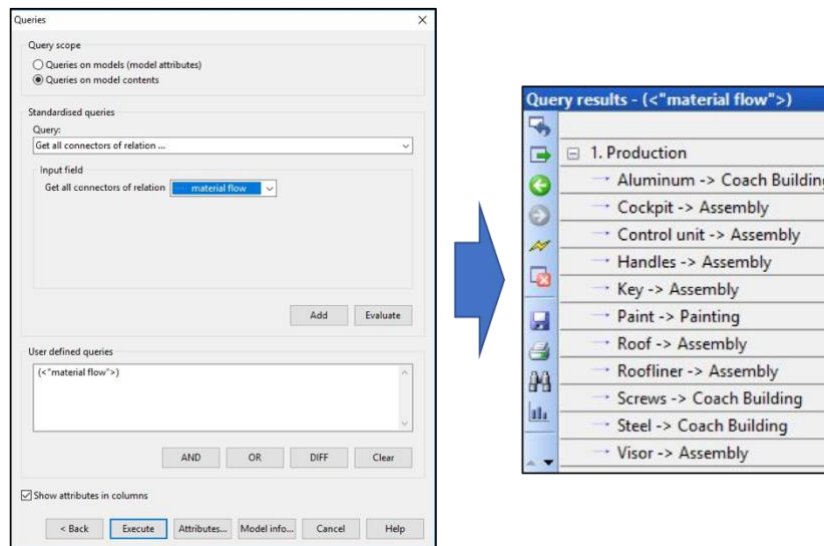 Queries
Query scope
Queries on models (model attributes)
Queries on model contents
Standardised queries
Query:
Get all connectors of relation ...
Input field
Get all connectors of relation material flow
Add Evaluate
User defined queries
(<"material flow">)
AND OR DIFF Clear
Show attributes in columns
< Back Execute Attributes... Model info... Cancel Help
Query results - (<"material flow">)
1. Production
Aluminum -> Coach Building
Cockpit -> Assembly
Control unit -> Assembly
Handles -> Assembly
Key -> Assembly
Paint -> Painting
Roof -> Assembly
Roofliner -> Assembly
Screws -> Coach Building
Steel -> Coach Building
Visor -> Assembly